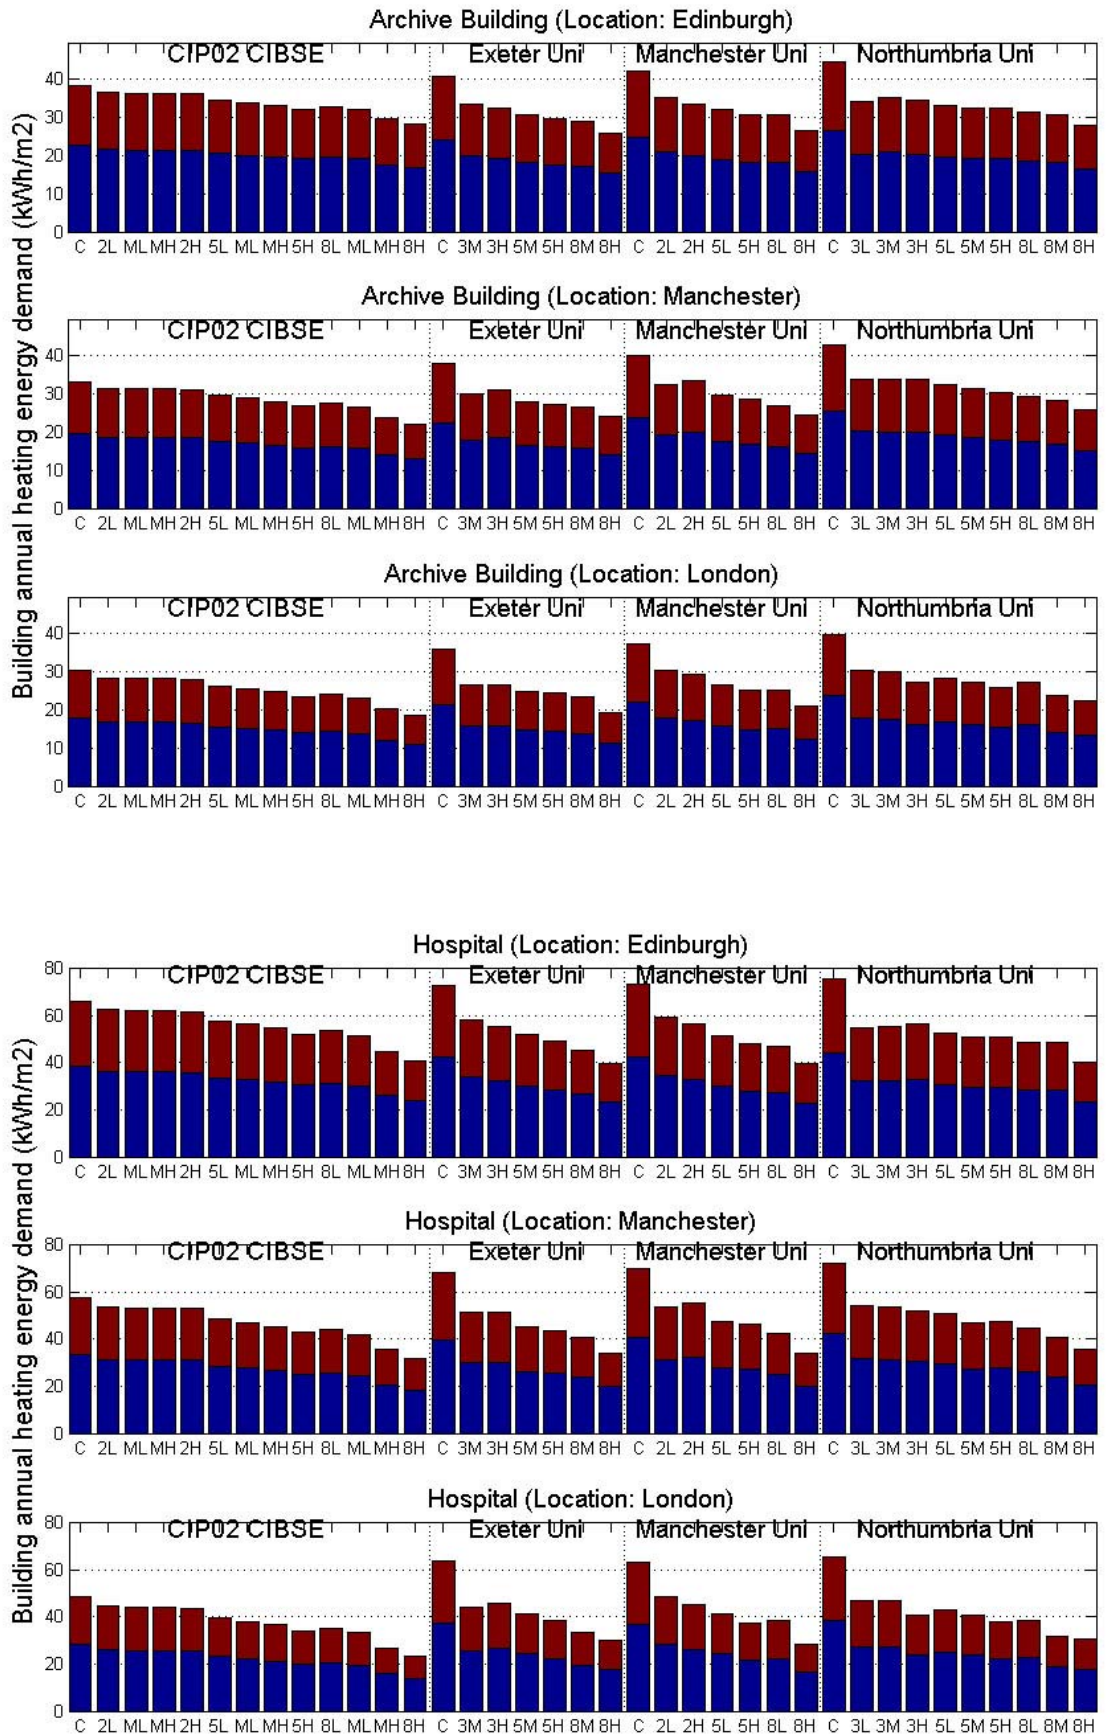 Archive Building (Location: Edinburgh)
CIP02 CIBSE Exeter Uni Manchester Uni Northumbria Uni
40
30
20
10
0
C 2L ML MH 2H 5L ML MH 5H 8L ML MH 8H C 3M 3H 5M 5H 8M 8H C 2L 2H 5L 5H 8L 8H C 3L 3M 3H 5L 5M 5H 8L 8M 8H
Building annual heating energy demand (kWh/m2)
Archive Building (Location: Manchester)
CIP02 CIBSE Exeter Uni Manchester Uni Northumbria Uni
40
30
20
10
0
C 2L ML MH 2H 5L ML MH 5H 8L ML MH 8H C 3M 3H 5M 5H 8M 8H C 2L 2H 5L 5H 8L 8H C 3L 3M 3H 5L 5M 5H 8L 8M 8H
Archive Building (Location: London)
CIP02 CIBSE Exeter Uni Manchester Uni Northumbria Uni
40
30
20
10
0
C 2L ML MH 2H 5L ML MH 5H 8L ML MH 8H C 3M 3H 5M 5H 8M 8H C 2L 2H 5L 5H 8L 8H C 3L 3M 3H 5L 5M 5H 8L 8M 8H
Hospital (Location: Edinburgh)
CIP02 CIBSE Exeter Uni Manchester Uni Northumbria Uni
80
60
40
20
0
C 2L ML MH 2H 5L ML MH 5H 8L ML MH 8H C 3M 3H 5M 5H 8M 8H C 2L 2H 5L 5H 8L 8H C 3L 3M 3H 5L 5M 5H 8L 8M 8H
Building annual heating energy demand (kWh/m2)
Hospital (Location: Manchester)
CIP02 CIBSE Exeter Uni Manchester Uni Northumbria Uni
80
60
40
20
0
C 2L ML MH 2H 5L ML MH 5H 8L ML MH 8H C 3M 3H 5M 5H 8M 8H C 2L 2H 5L 5H 8L 8H C 3L 3M 3H 5L 5M 5H 8L 8M 8H
Hospital (Location: London)
CIP02 CIBSE Exeter Uni Manchester Uni Northumbria Uni
80
60
40
20
0
C 2L ML MH 2H 5L ML MH 5H 8L ML MH 8H C 3M 3H 5M 5H 8M 8H C 2L 2H 5L 5H 8L 8H C 3L 3M 3H 5L 5M 5H 8L 8M 8H